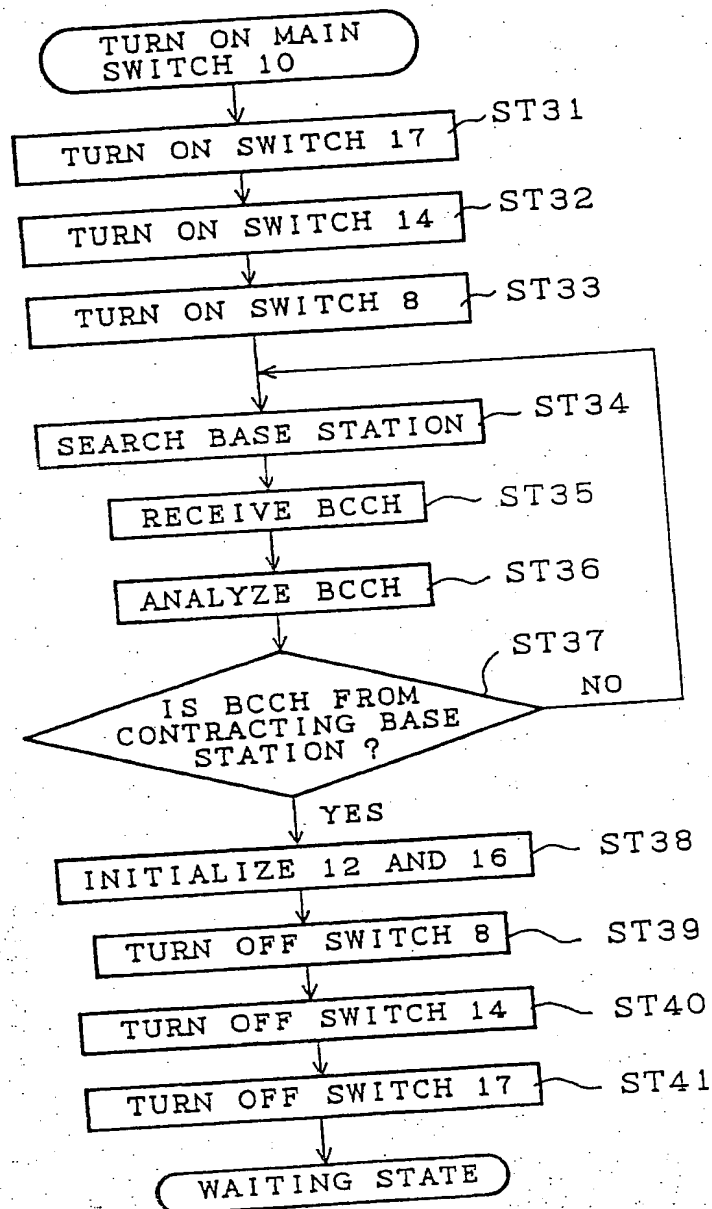 TURN ON MAIN
SWITCH 10
TURN ON SWITCH 17
ST31
TURN ON SWITCH 14
ST32
TURN ON SWITCH 8
ST33
SEARCH BASE STATION
ST34
RECEIVE BCCH
ST35
ANALYZE BCCH
ST36
IS BCCH FROM
CONTRACTING BASE
STATION ?
ST37
NO
YES
INITIALIZE 12 AND 16
ST38
TURN OFF SWITCH 8
ST39
TURN OFF SWITCH 14
ST40
TURN OFF SWITCH 17
ST41
WAITING STATE